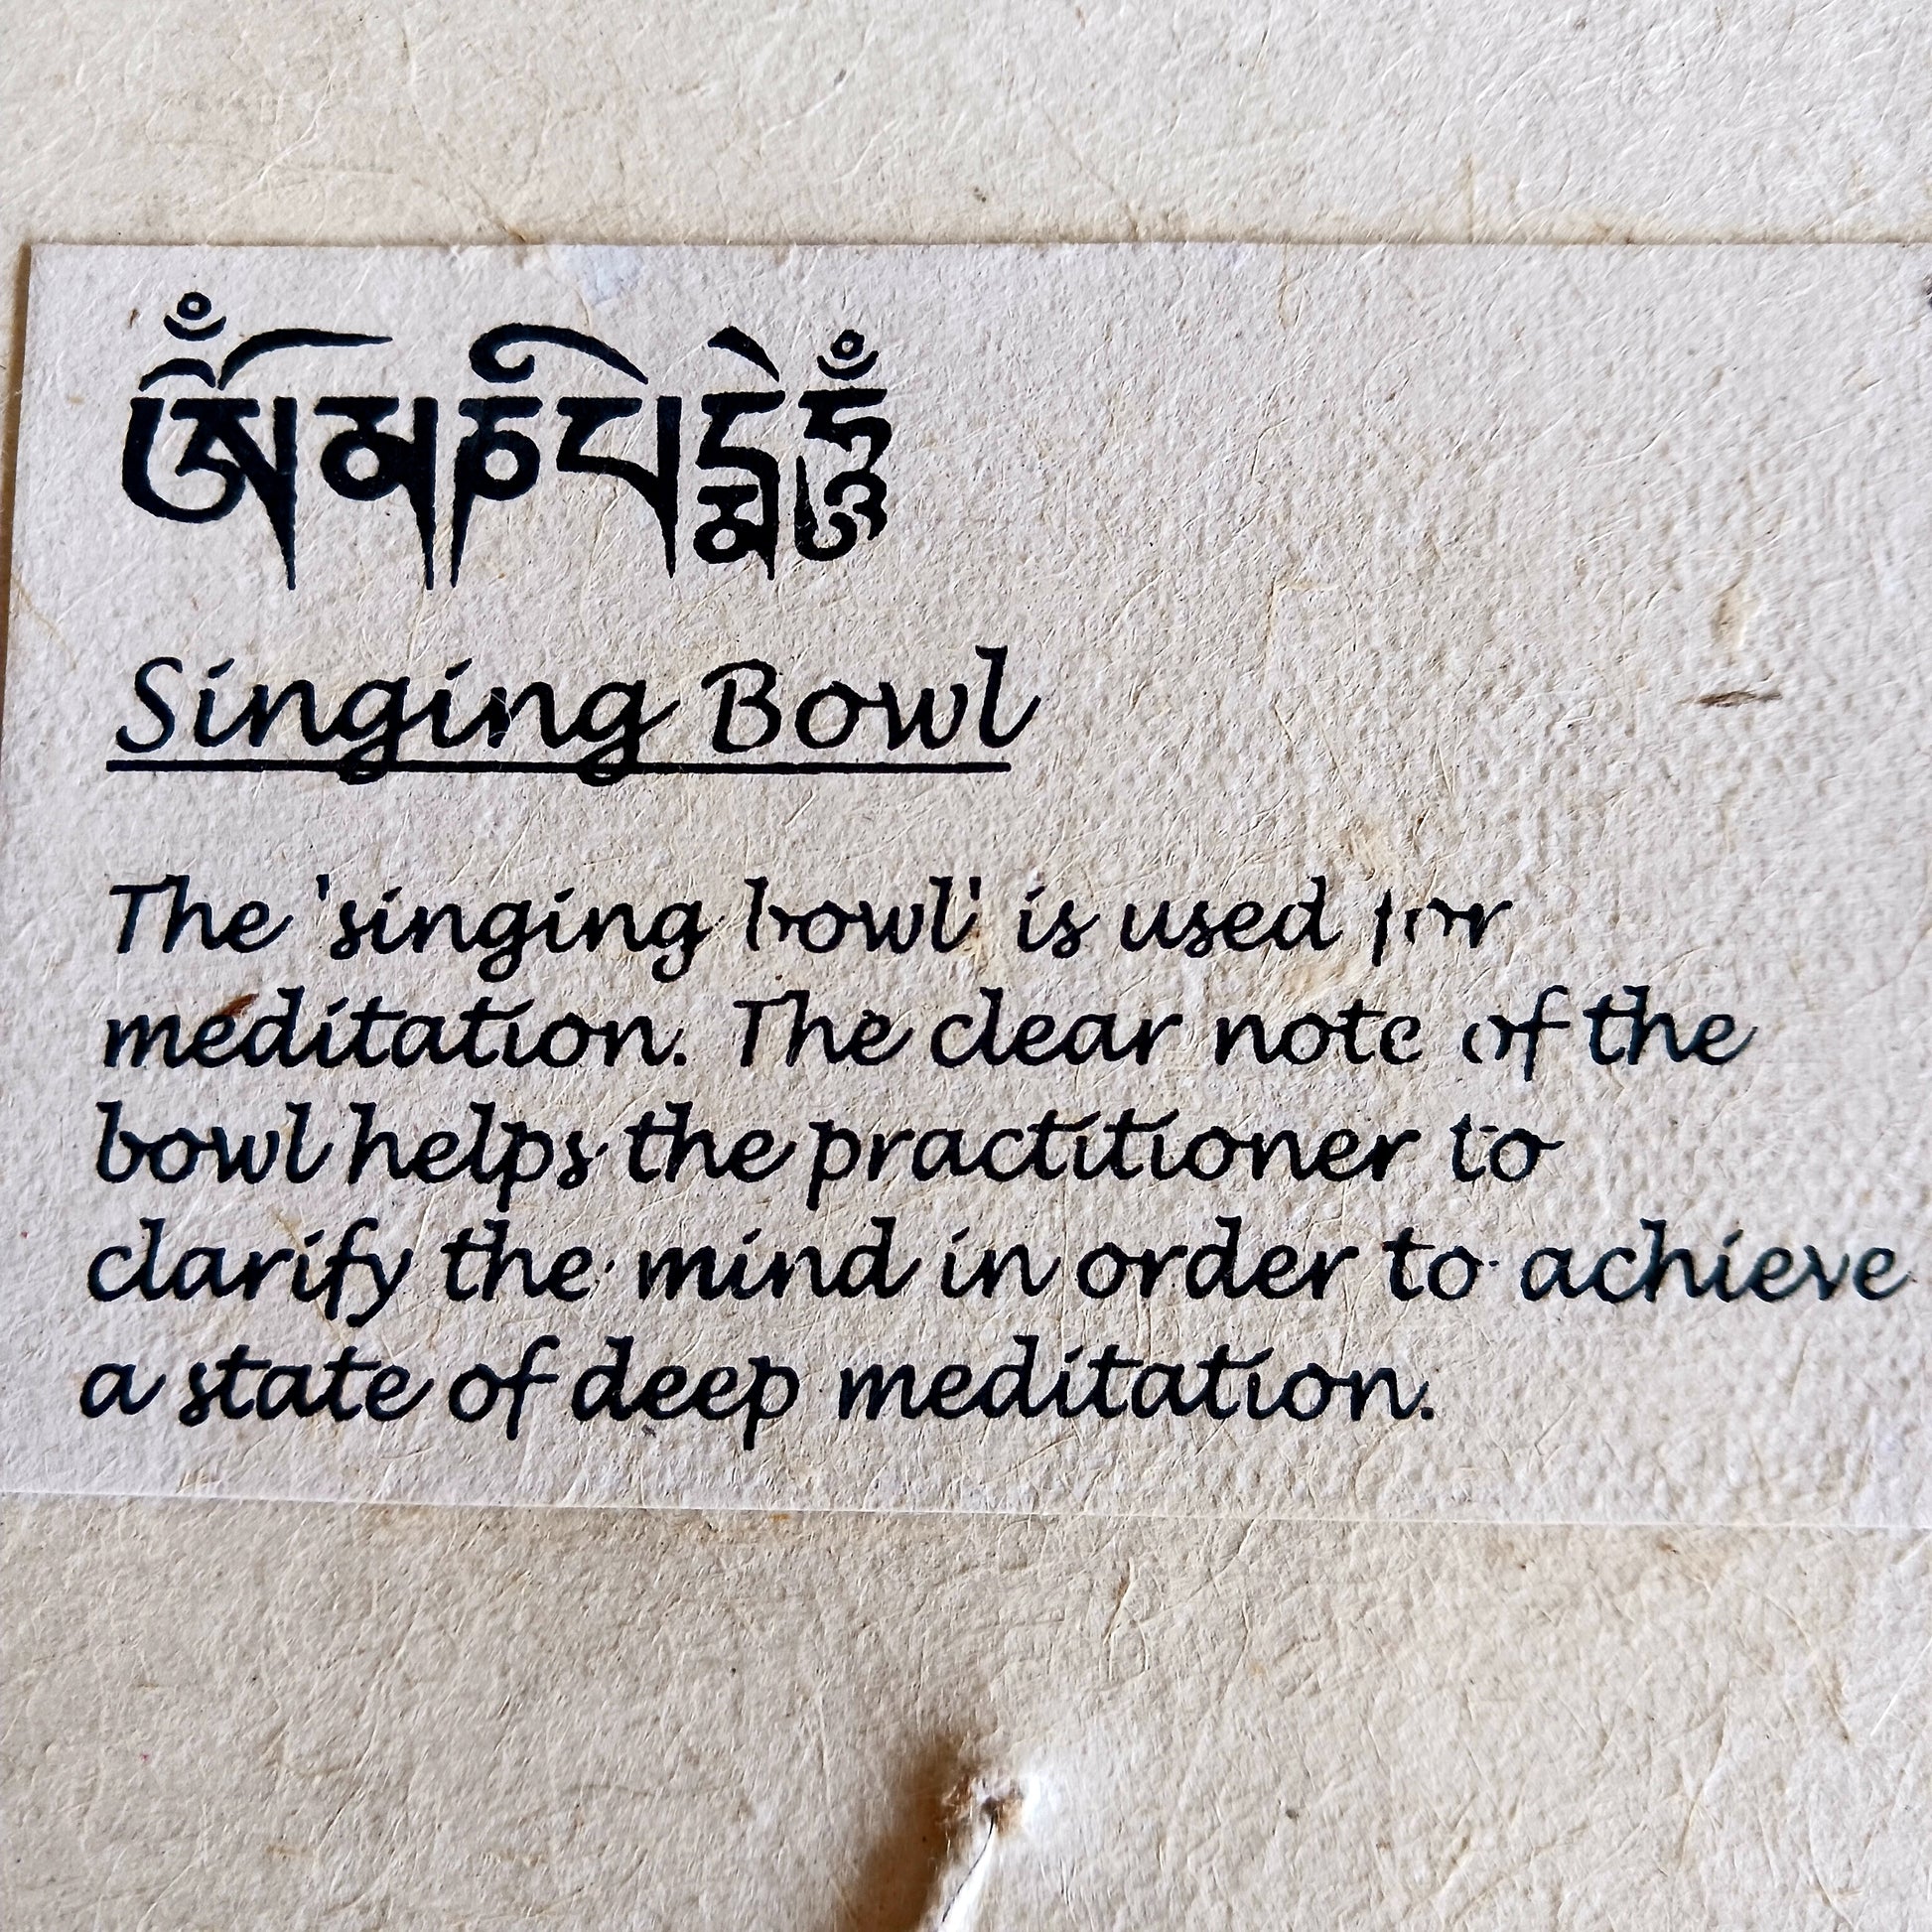 ༀམཎིཔདྨེཧཱུྃ
Singing Bowl
The 'singing bowl' is used for
meditation. The clear note of the
bowl helps the practitioner to
clarify the mind in order to achieve
a state of deep meditation.